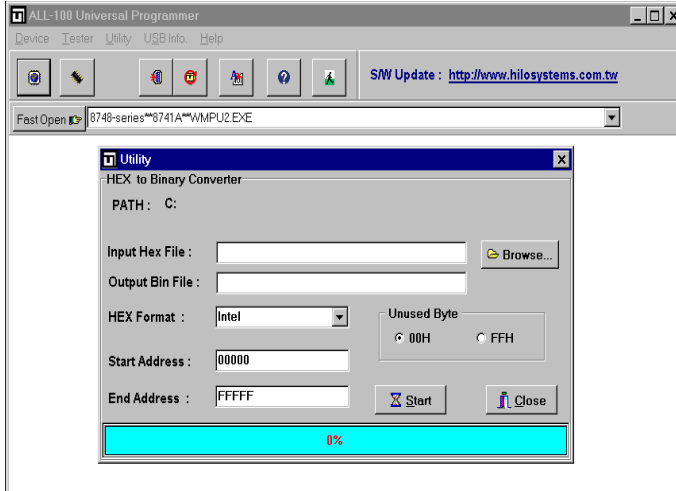 ALL-100 Universal Programmer
Device Tester Utility USB Info. Help
S/W Update : http://www.hilosystems.com.tw
Fast Open 8748-series**8741A**WMPU2.EXE
Utility
HEX to Binary Converter
PATH : C:
Input Hex File :
Browse...
Output Bin File :
HEX Format : Intel
Unused Byte
00H FFH
Start Address : 00000
End Address : FFFFF
Start Close
0%